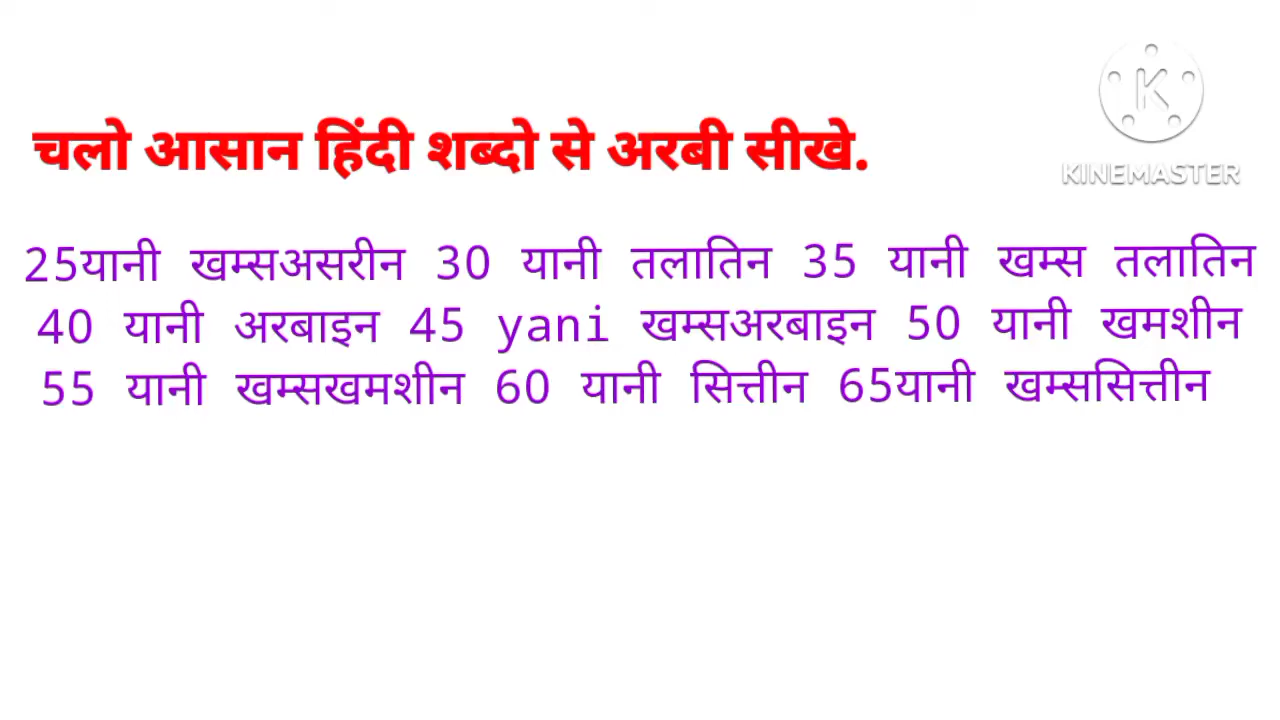 KINEMASTER
चलो आसान हिंदी शब्दो से अरबी सीखे.
25यानी खम्सअसरीन 30 यानी तलातिन 35 यानी खम्स तलातिन
40 यानी अरबाइन 45 yani खम्सअरबाइन 50 यानी खमशीन
55 यानी खम्सखमशीन 60 यानी सित्तीन 65यानी खम्ससित्तीन